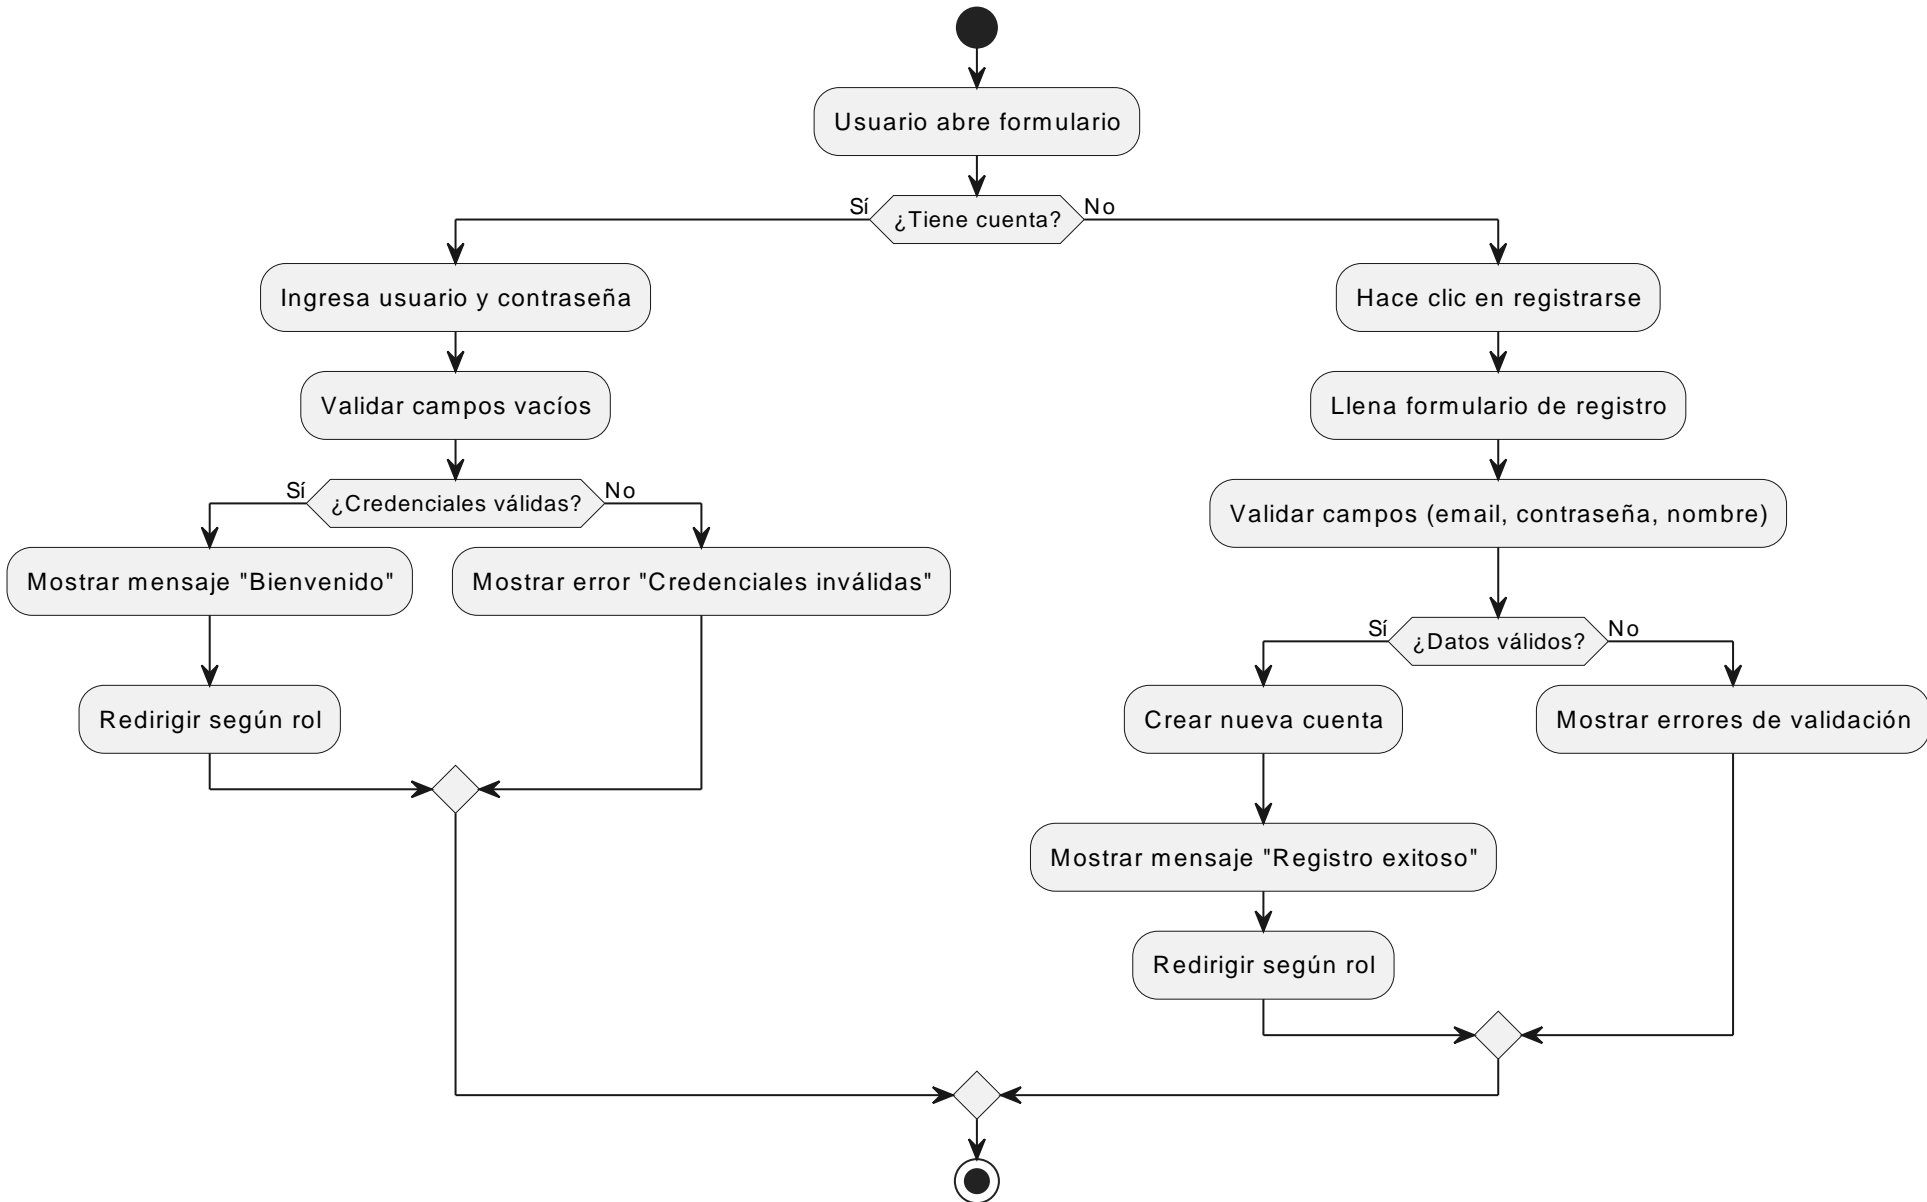 Usuario abre formulario
Sí
¿Tiene cuenta?
No
Ingresa usuario y contraseña
Hace clic en registrarse
Validar campos vacíos
Llena formulario de registro
Sí
¿Credenciales válidas?
No
Validar campos (email, contraseña, nombre)
Mostrar mensaje "Bienvenido"
Mostrar error "Credenciales inválidas"
Sí
¿Datos válidos?
No
Redirigir según rol
Crear nueva cuenta
Mostrar errores de validación
Mostrar mensaje "Registro exitoso"
Redirigir según rol